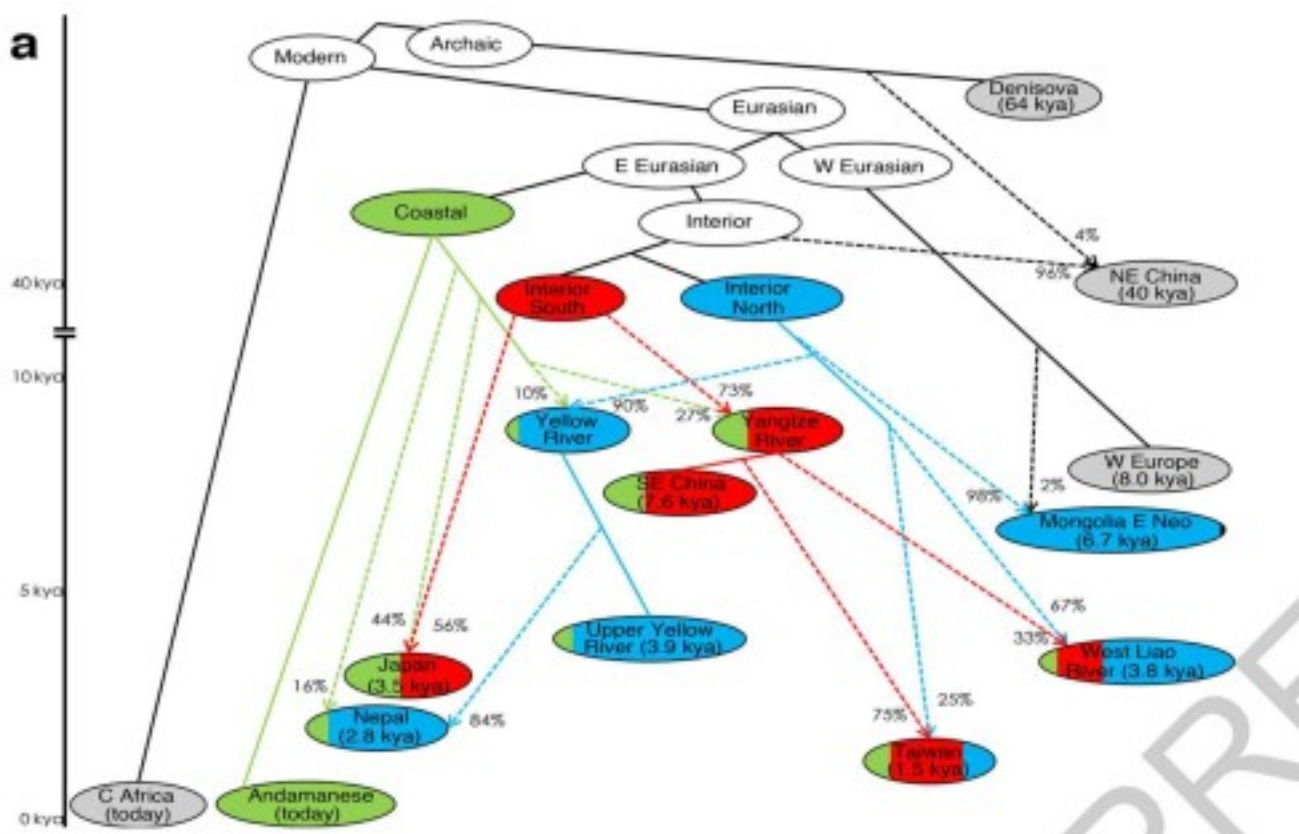 a
Modern
Archaic
Denisova
(64 kya)
Eurasian
E Eurasian
W Eurasian
Coastal
Interior
4%
96%
NE China
(40 kya)
40 kya
Interior
South
Interior
North
10 kya
10%
90%
73%
27%
Yellow
River
Yangtze
River
W Europe
(8.0 kya)
SE China
(7.6 kya)
98%
2%
Mongolia E Neo
(6.7 kya)
5 kya
44%
56%
Upper Yellow
River (3.9 kya)
67%
33%
West Liao
River (3.8 kya)
Japan
(3.5 kya)
16%
Nepal
(2.8 kya)
84%
75%
25%
Taiwan
(1.5 kya)
C Africa
(today)
Andamanese
(today)
0 kya
PRE